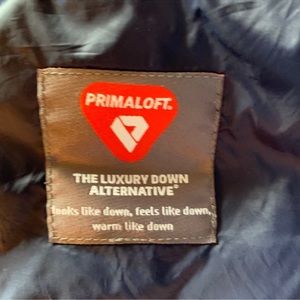 PRIMALOFT.
THE LUXURY DOWN
ALTERNATIVE®
looks like down, feels like down,
warm like down